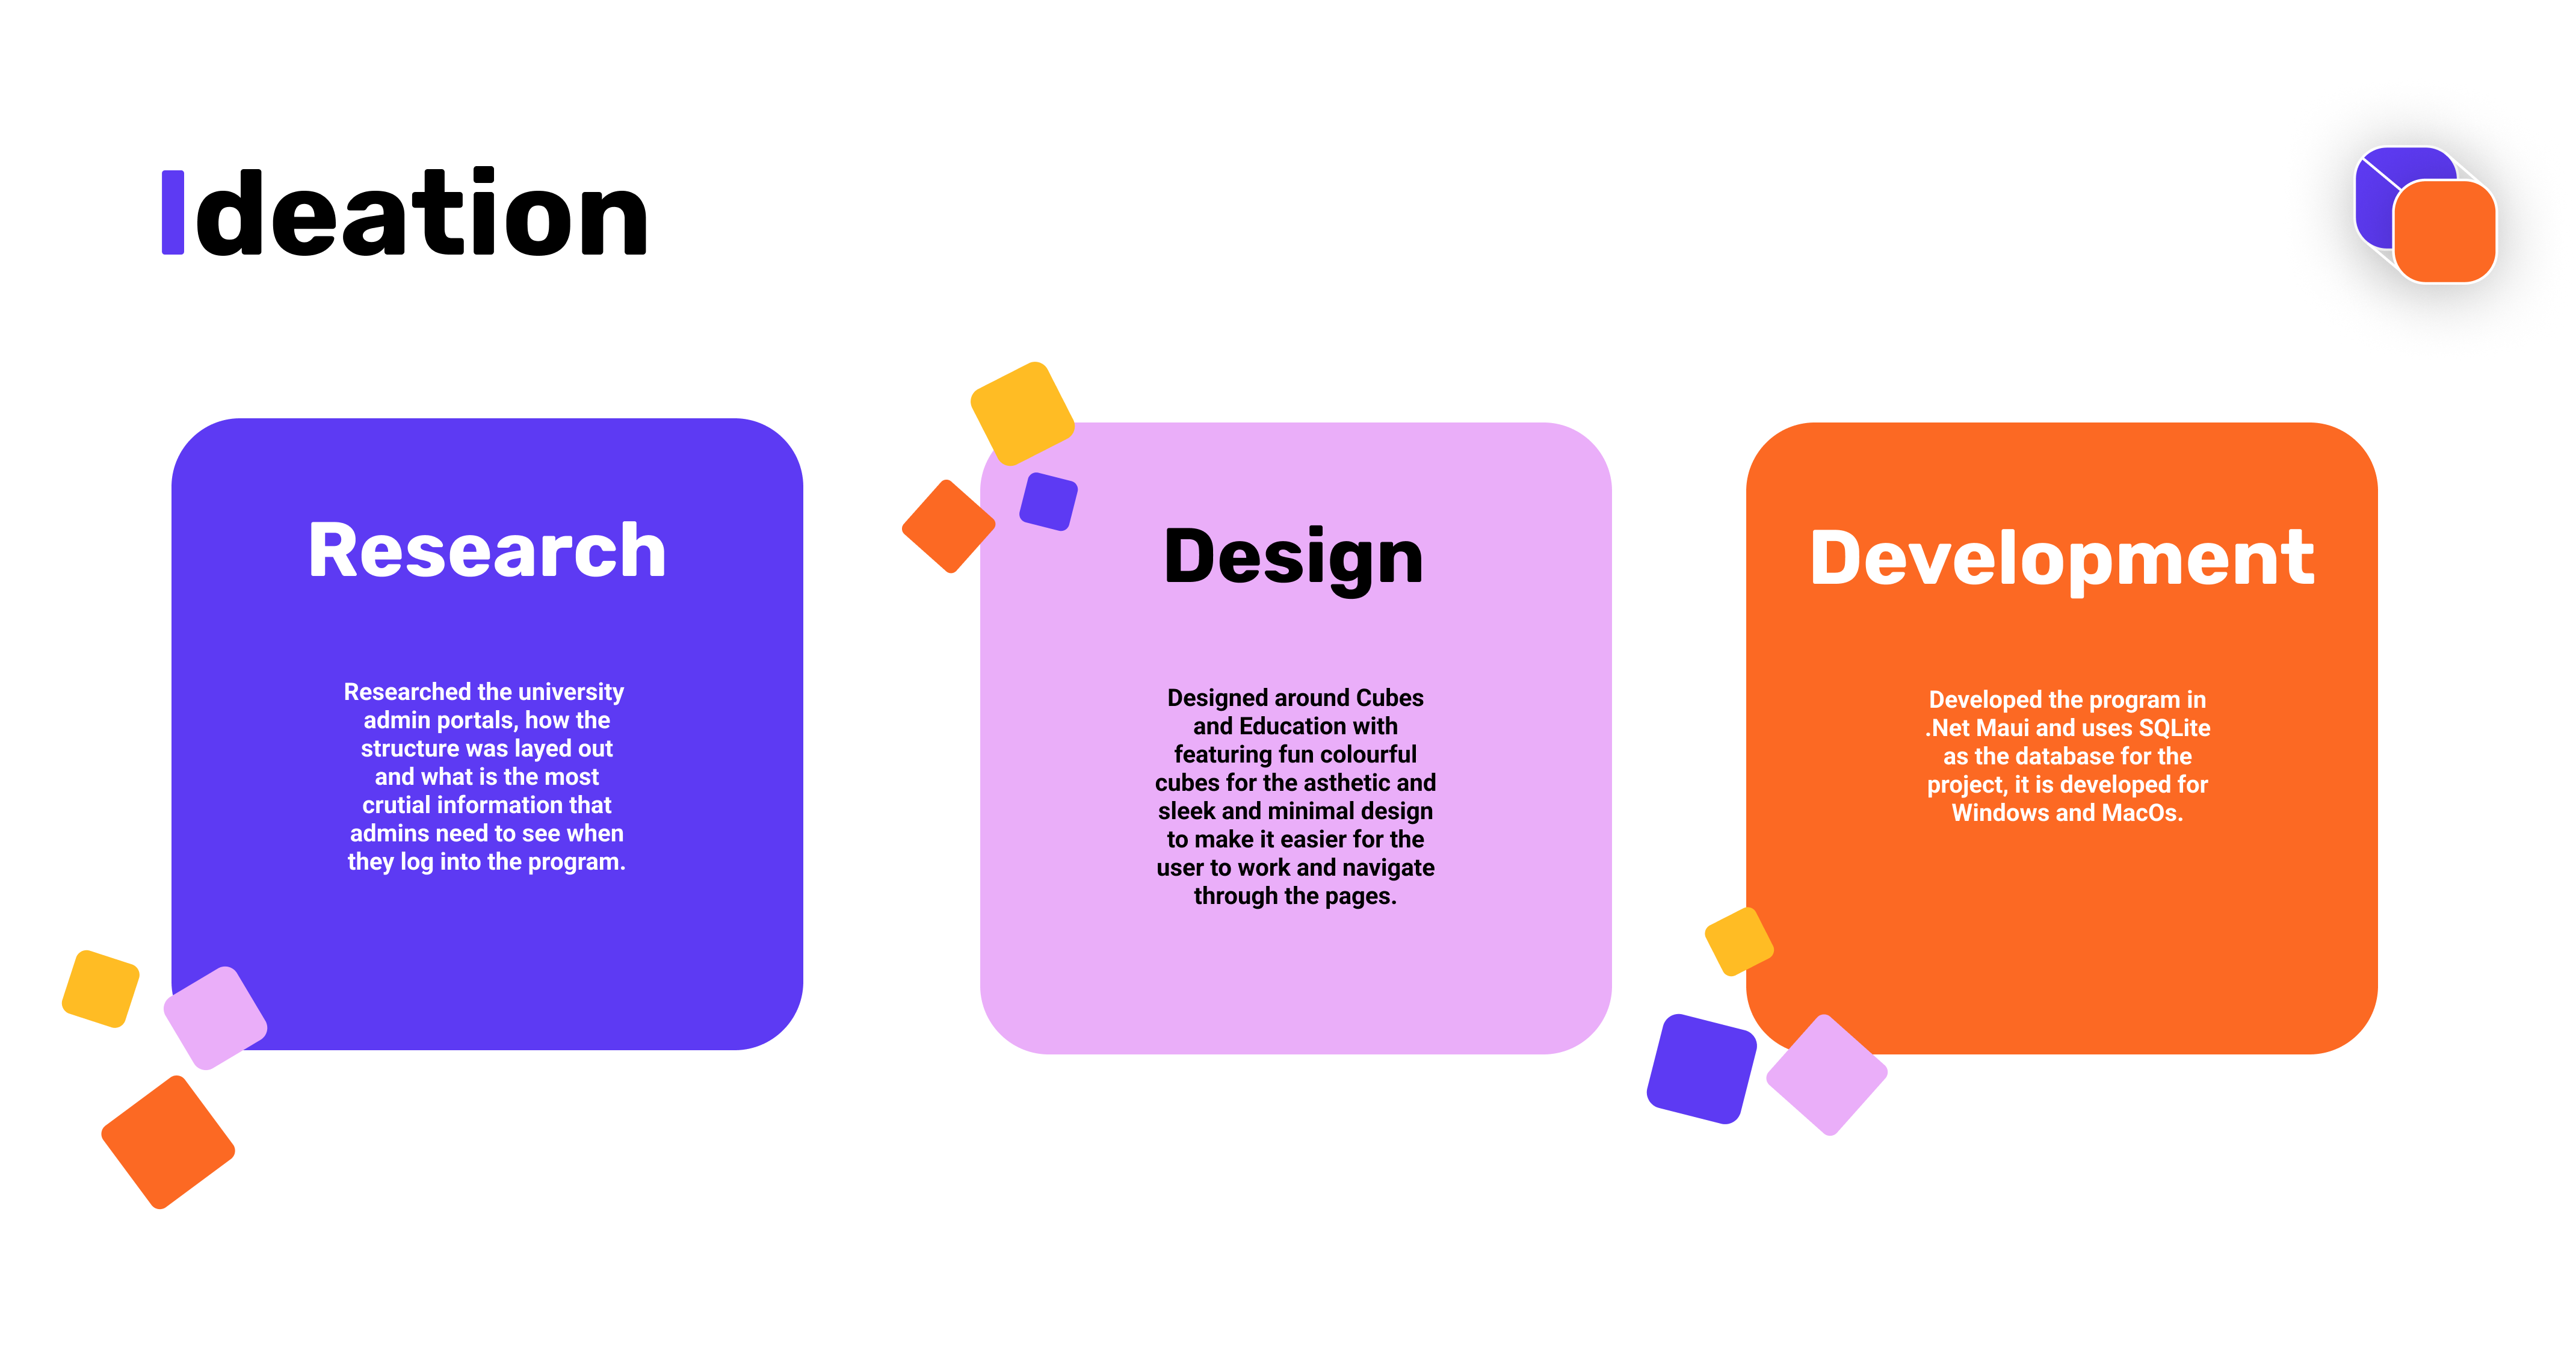 Ideation
Research
Researched the university
admin portals, how the
structure was layed out
and what is the most
crutial information that
admins need to see when
they log into the program.
Design
Designed around Cubes
and Education with
featuring fun colourful
cubes for the asthetic and
sleek and minimal design
to make it easier for the
user to work and navigate
through the pages.
Development
Developed the program in
.Net Maui and uses SQLite
as the database for the
project, it is developed for
Windows and MacOs.